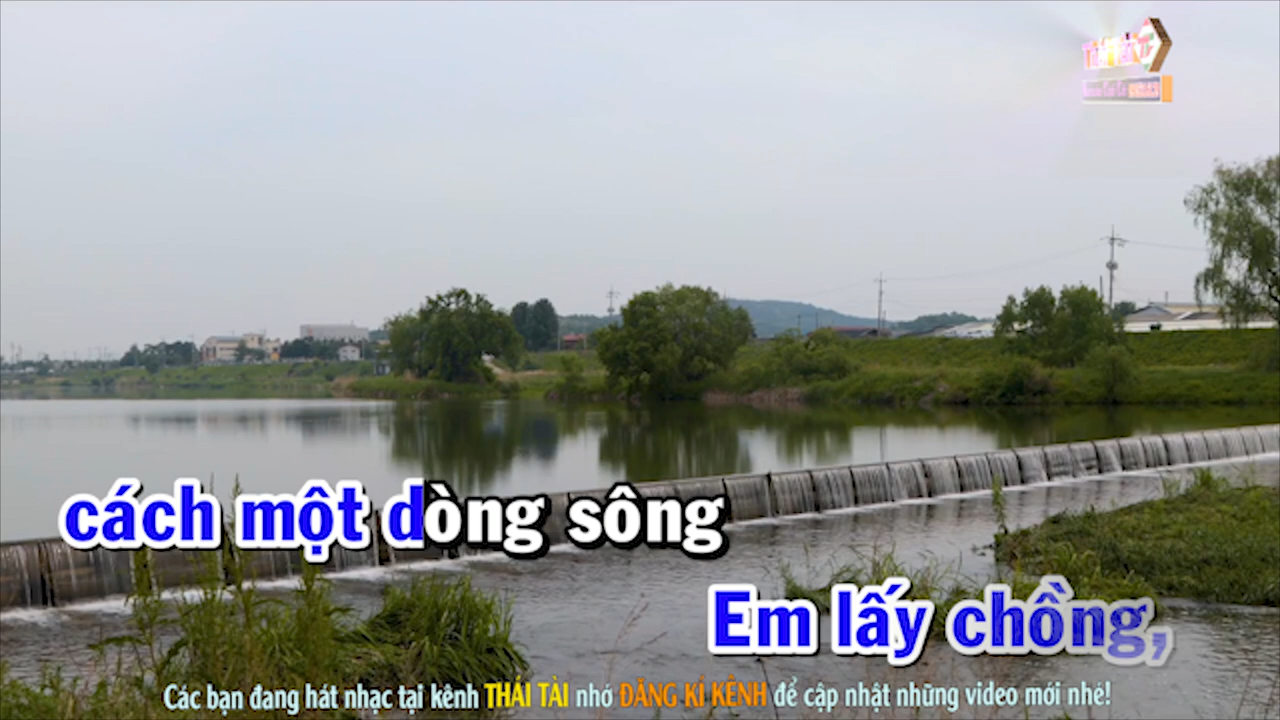 cách một dòng sông
Em lấy chồng,
Các bạn đang hát nhạc tại kênh THÁI TÀI nhớ ĐĂNG KÍ KÊNH để cập nhật những video mới nhé!